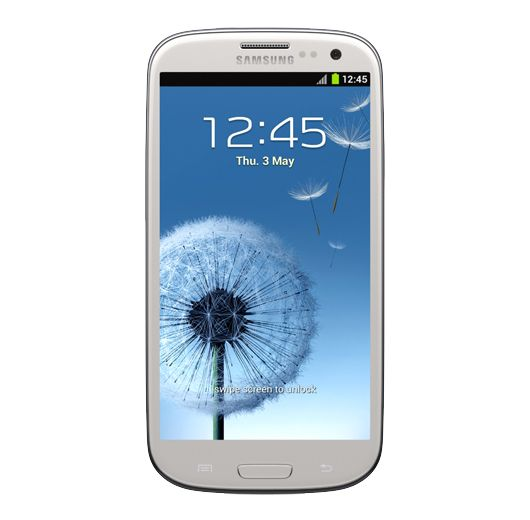 SAMSUNG
12:45
12:45
Thu. 3 May
swipe screen to unlock